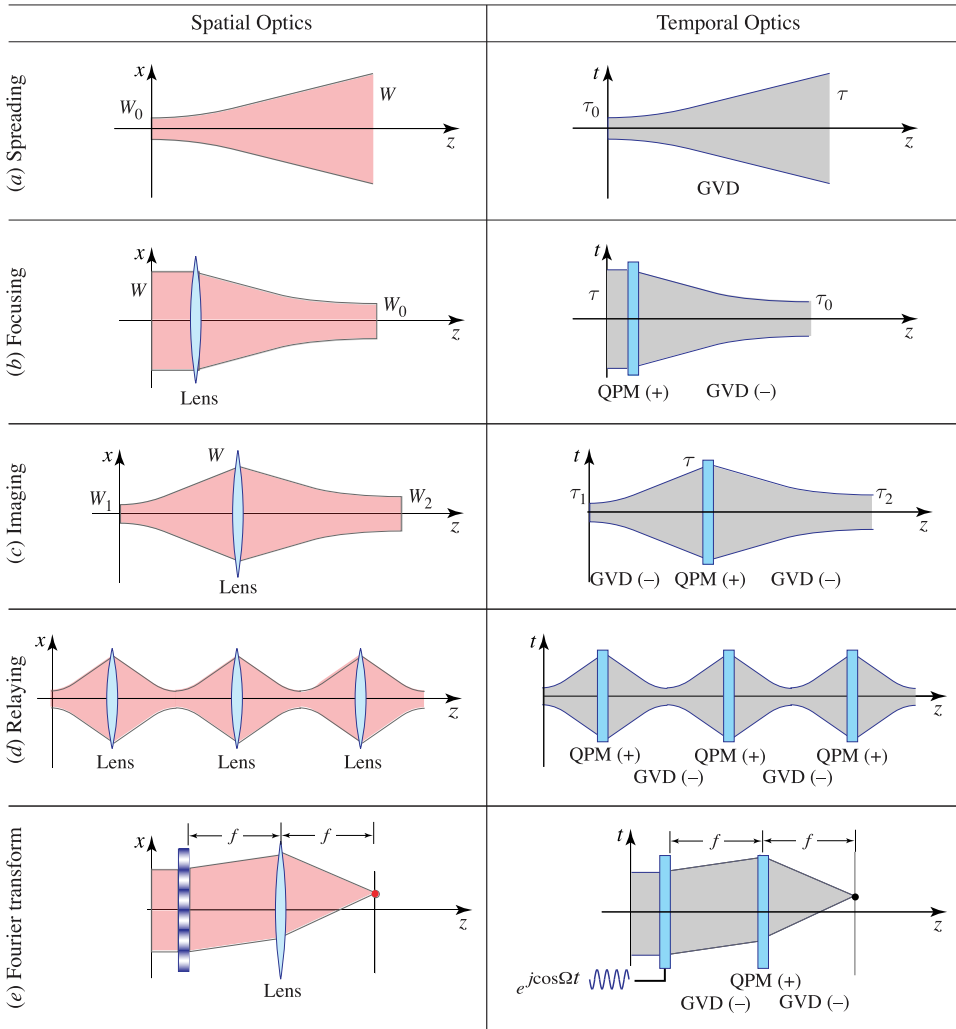 Spatial Optics
Temporal Optics
(a) Spreading
x
W₀
W
z
t
τ₀
τ
z
GVD
(b) Focusing
x
W
W₀
z
Lens
t
τ
τ₀
z
QPM (+) GVD (–)
(c) Imaging
x
W₁
W
W₂
z
Lens
t
τ₁
τ
τ₂
z
GVD (–) QPM (+) GVD (–)
(d) Relaying
x
z
Lens Lens Lens
t
z
QPM (+) QPM (+) QPM (+)
GVD (–) GVD (–)
(e) Fourier transform
x
f f
z
Lens
t
f f
z
e^jcosΩt
QPM (+)
GVD (–) GVD (–)